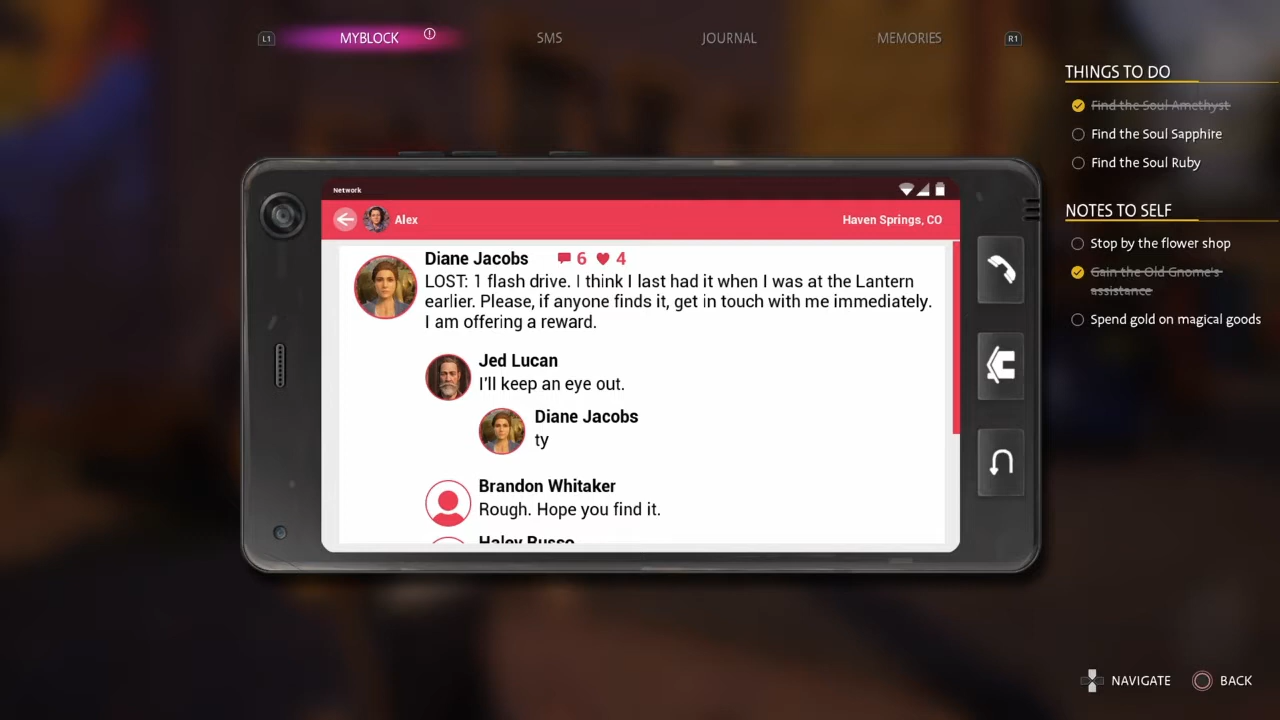 L1
MYBLOCK
SMS
JOURNAL
MEMORIES
R1
THINGS TO DO
Find the Soul Amethyst
Find the Soul Sapphire
Find the Soul Ruby
NOTES TO SELF
Stop by the flower shop
Gain the Old Gnome's
assistance
Spend gold on magical goods
Network
Alex
Haven Springs, CO
Diane Jacobs 6 4
LOST: 1 flash drive. I think I last had it when I was at the Lantern
earlier. Please, if anyone finds it, get in touch with me immediately.
I am offering a reward.
Jed Lucan
I'll keep an eye out.
Diane Jacobs
ty
Brandon Whitaker
Rough. Hope you find it.
Haley Russo
NAVIGATE
BACK